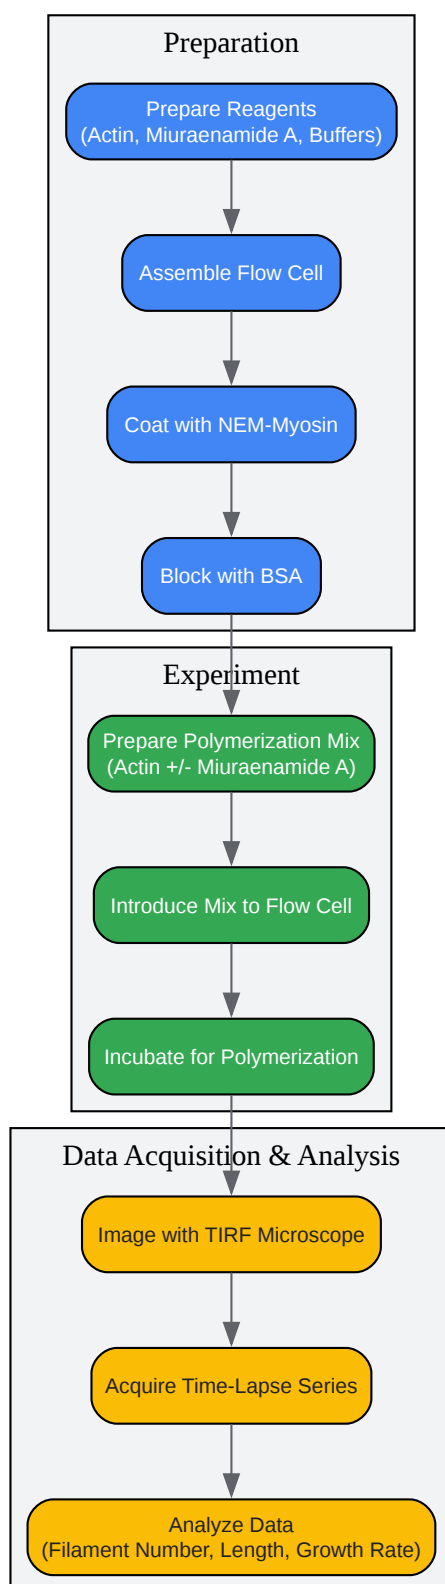 Preparation
Prepare Reagents
(Actin, Miuraenamide A, Buffers)
Assemble Flow Cell
Coat with NEM-Myosin
Block with BSA
Experiment
Prepare Polymerization Mix
(Actin +/- Miuraenamide A)
Introduce Mix to Flow Cell
Incubate for Polymerization
Data Acquisition & Analysis
Image with TIRF Microscope
Acquire Time-Lapse Series
Analyze Data
(Filament Number, Length, Growth Rate)